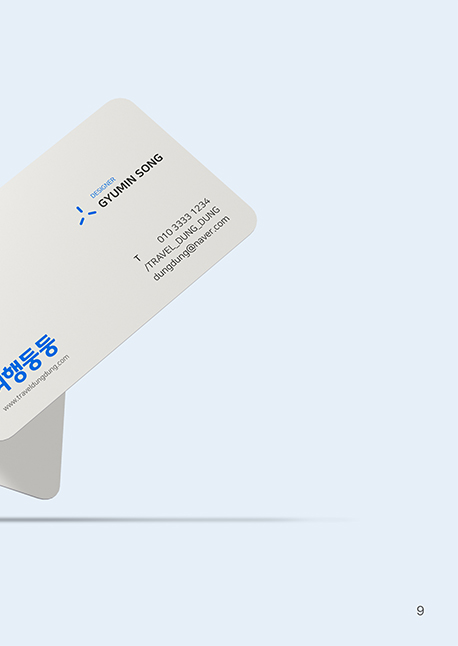 DESIGNER
GYUMIN SONG
T 010 3333 1234
/TRAVEL_DUNG_DUNG
dungdung@naver.com
행둥둥
www.traveldungdung.com
9